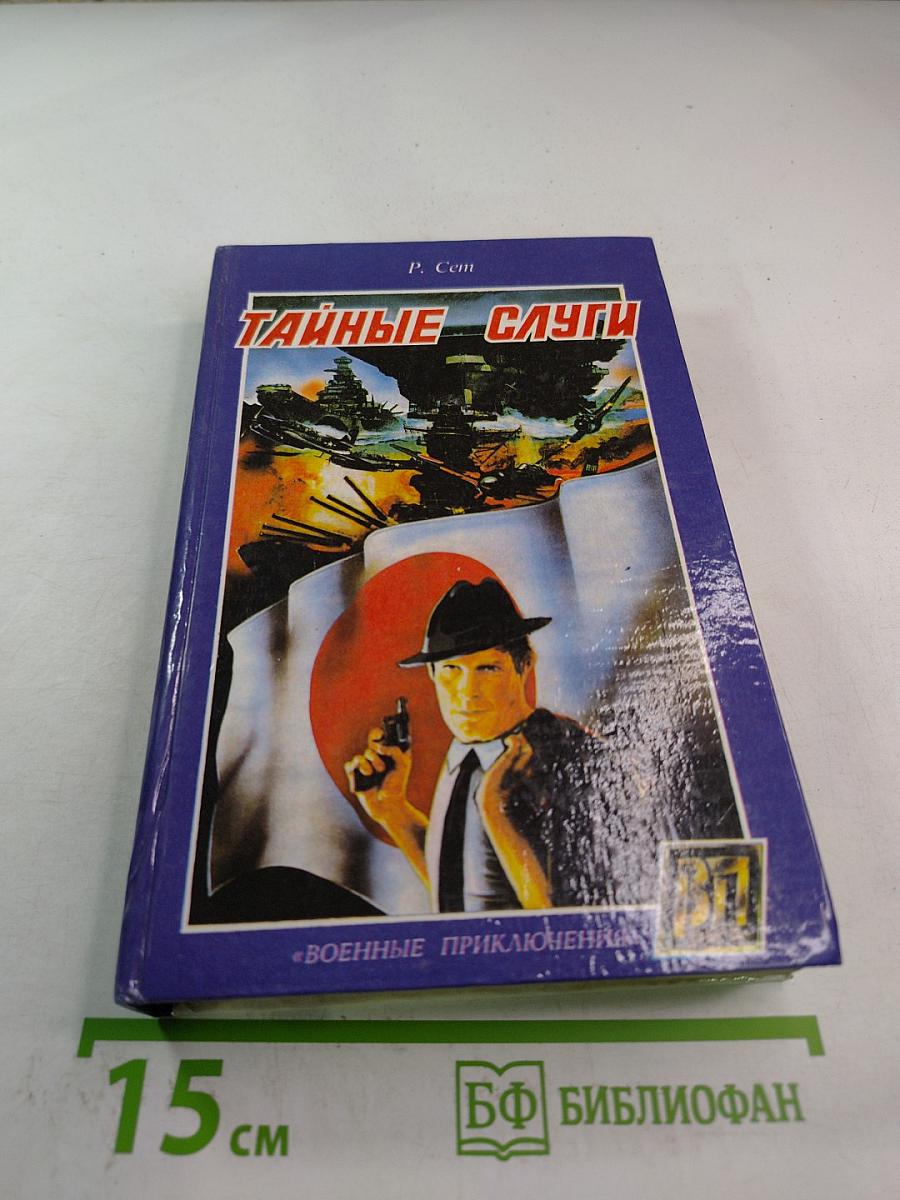 Р. Сет
ТАЙНЫЕ СЛУГИ
ВП
«ВОЕННЫЕ ПРИКЛЮЧЕНИЯ
15 см
БФ БИБЛИОФАН